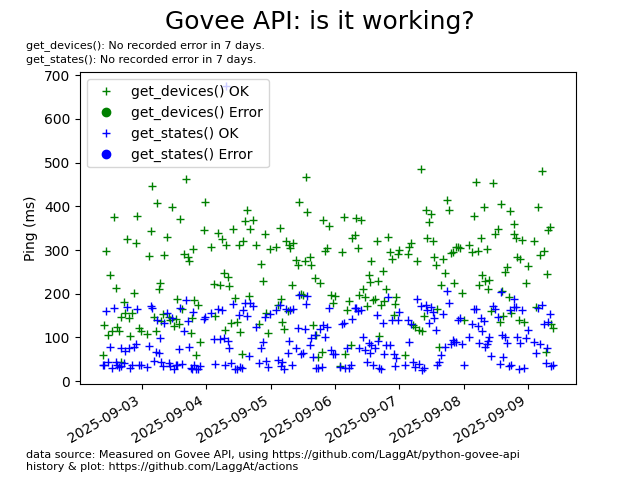 Govee API: is it working?
get_devices(): No recorded error in 7 days.
get_states(): No recorded error in 7 days.
700
600
500
400
300
200
100
0
Ping (ms)
get_devices() OK
get_devices() Error
get_states() OK
get_states() Error
2025-09-03
2025-09-04
2025-09-05
2025-09-06
2025-09-07
2025-09-08
2025-09-09
data source: Measured on Govee API, using https://github.com/LaggAt/python-govee-api
history & plot: https://github.com/LaggAt/actions